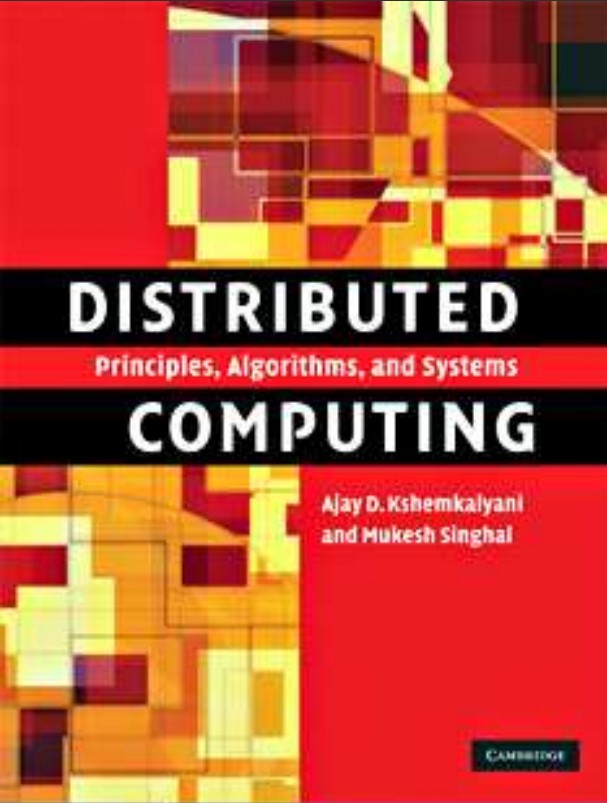 DISTRIBUTED
Principles, Algorithms, and Systems
COMPUTING
Ajay D. Kshemkalyani
and Mukesh Singhal
CAMBRIDGE